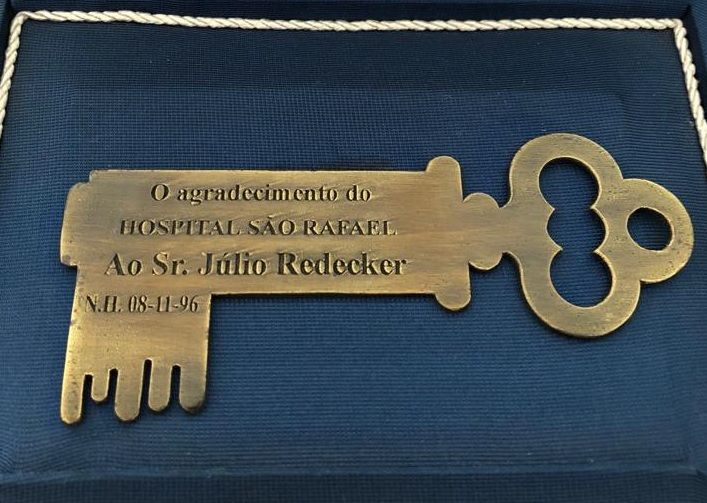 O agradecimento do
HOSPITAL SÃO RAFAEL
Ao Sr. Júlio Redecker
N.H. 08-11-96